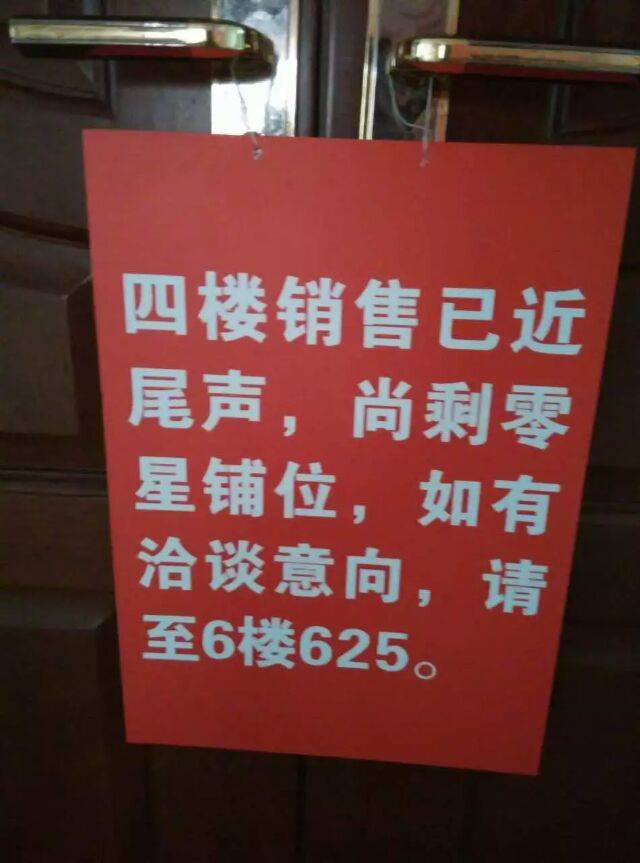 四楼销售已近
尾声，尚剩零
星铺位，如有
洽谈意向，请
至6楼625。